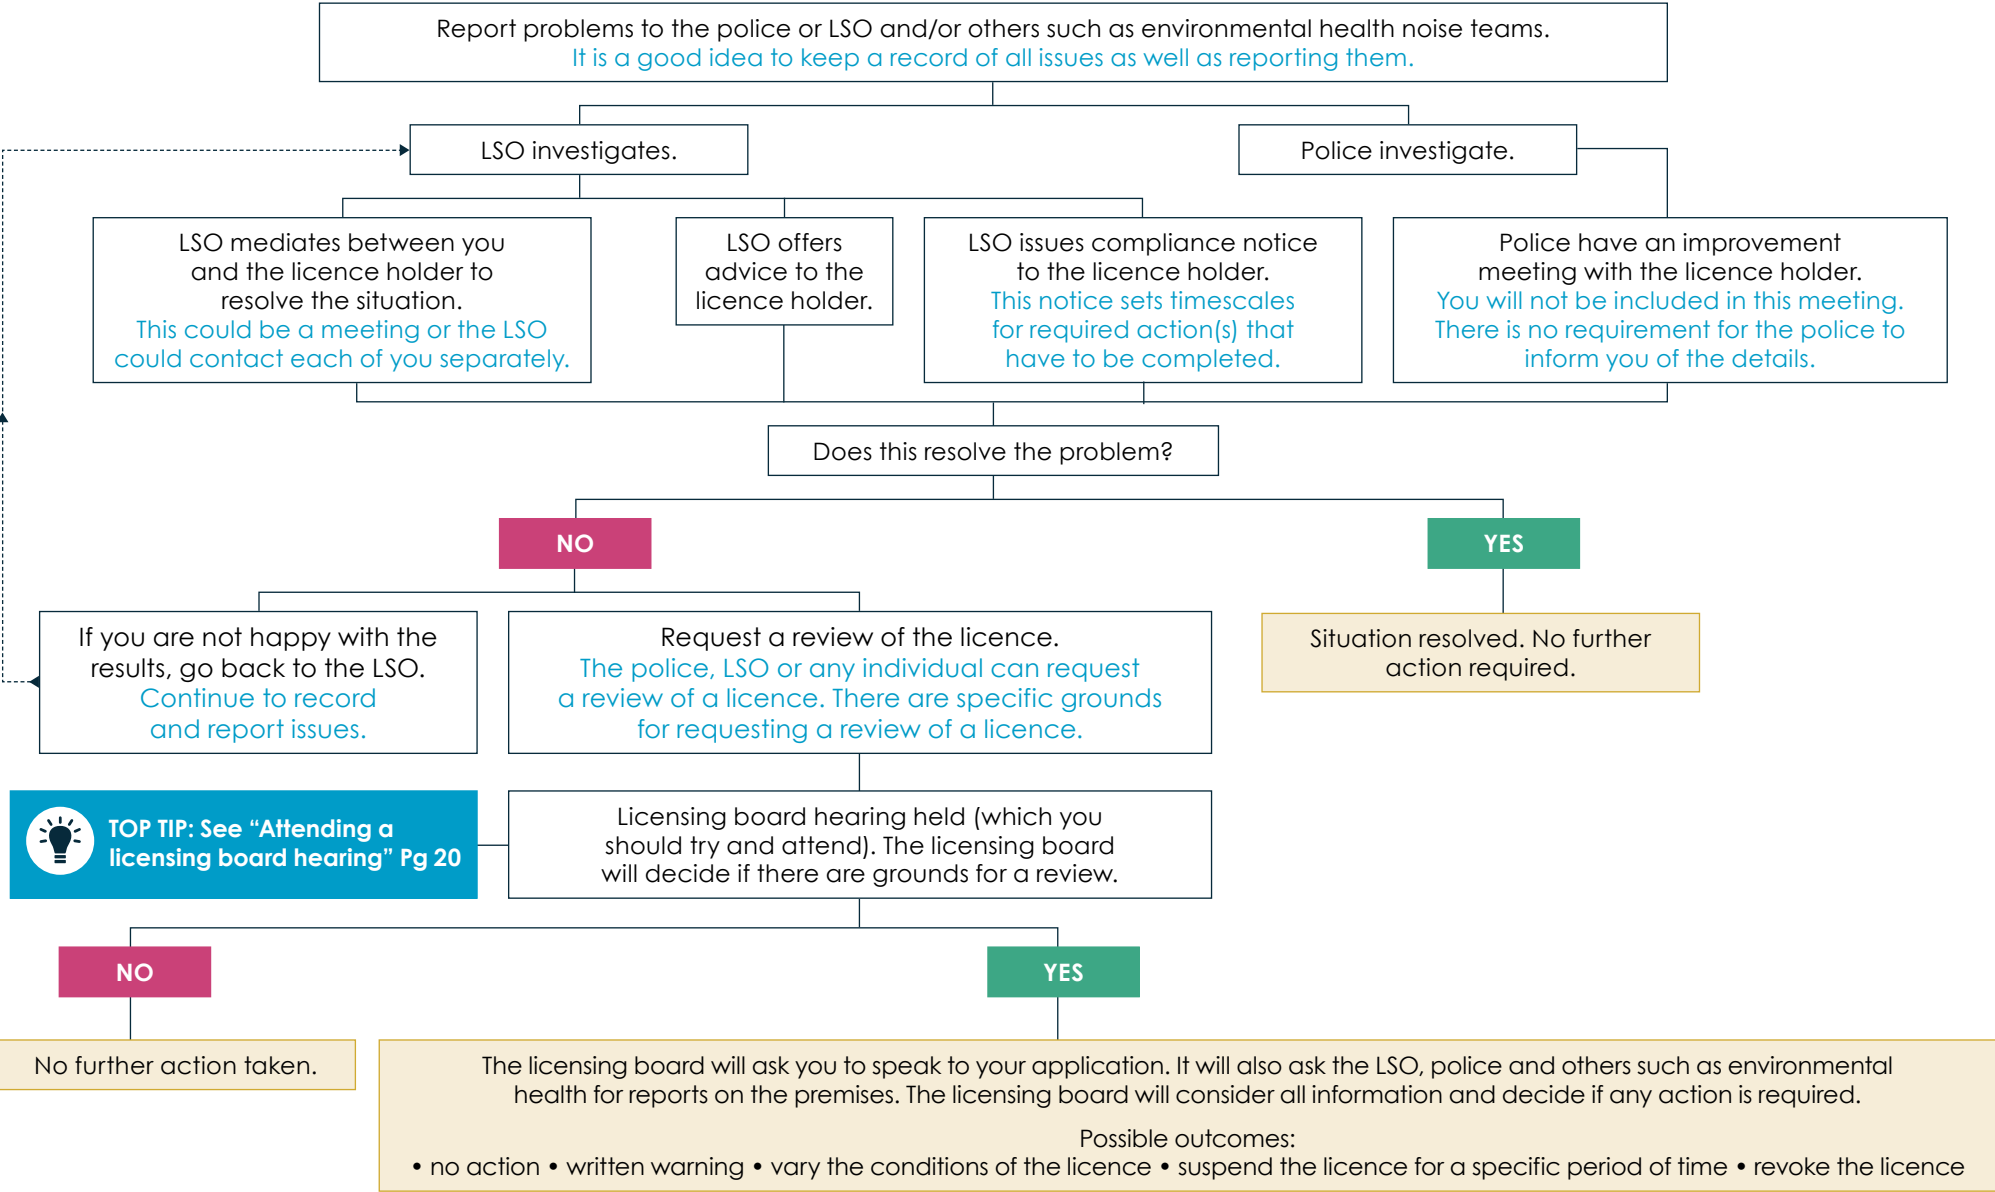 Report problems to the police or LSO and/or others such as environmental health noise teams.
It is a good idea to keep a record of all issues as well as reporting them.
LSO investigates.
Police investigate.
LSO mediates between you
and the licence holder to
resolve the situation.
This could be a meeting or the LSO
could contact each of you separately.
LSO offers
advice to the
licence holder.
LSO issues compliance notice
to the licence holder.
This notice sets timescales
for required action(s) that
have to be completed.
Police have an improvement
meeting with the licence holder.
You will not be included in this meeting.
There is no requirement for the police to
inform you of the details.
Does this resolve the problem?
NO
YES
If you are not happy with the
results, go back to the LSO.
Continue to record
and report issues.
Request a review of the licence.
The police, LSO or any individual can request
a review of a licence. There are specific grounds
for requesting a review of a licence.
Situation resolved. No further
action required.
TOP TIP: See “Attending a
licensing board hearing” Pg 20
Licensing board hearing held (which you
should try and attend). The licensing board
will decide if there are grounds for a review.
NO
YES
No further action taken.
The licensing board will ask you to speak to your application. It will also ask the LSO, police and others such as environmental
health for reports on the premises. The licensing board will consider all information and decide if any action is required.
Possible outcomes:
• no action • written warning • vary the conditions of the licence • suspend the licence for a specific period of time • revoke the licence